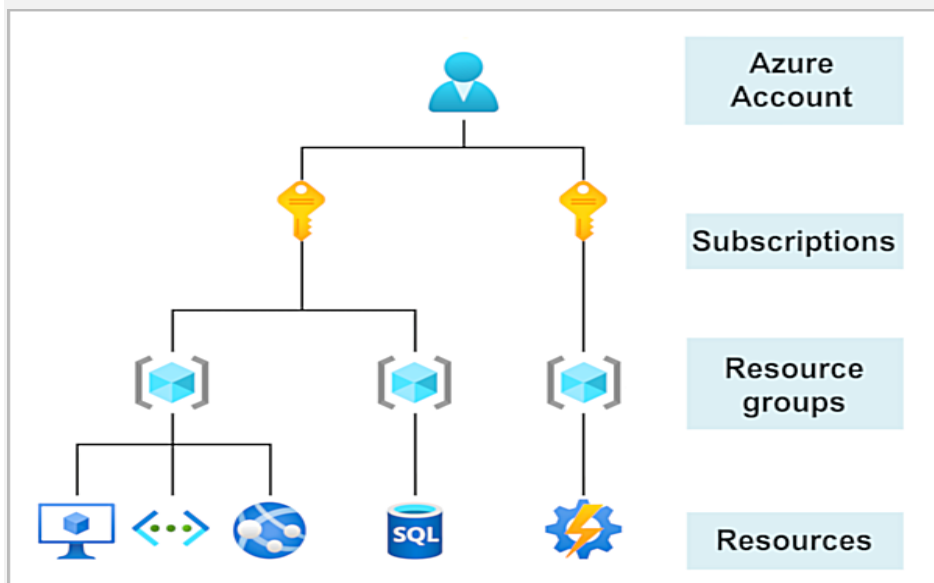 Azure
Account
Subscriptions
Resource
groups
SQL
Resources